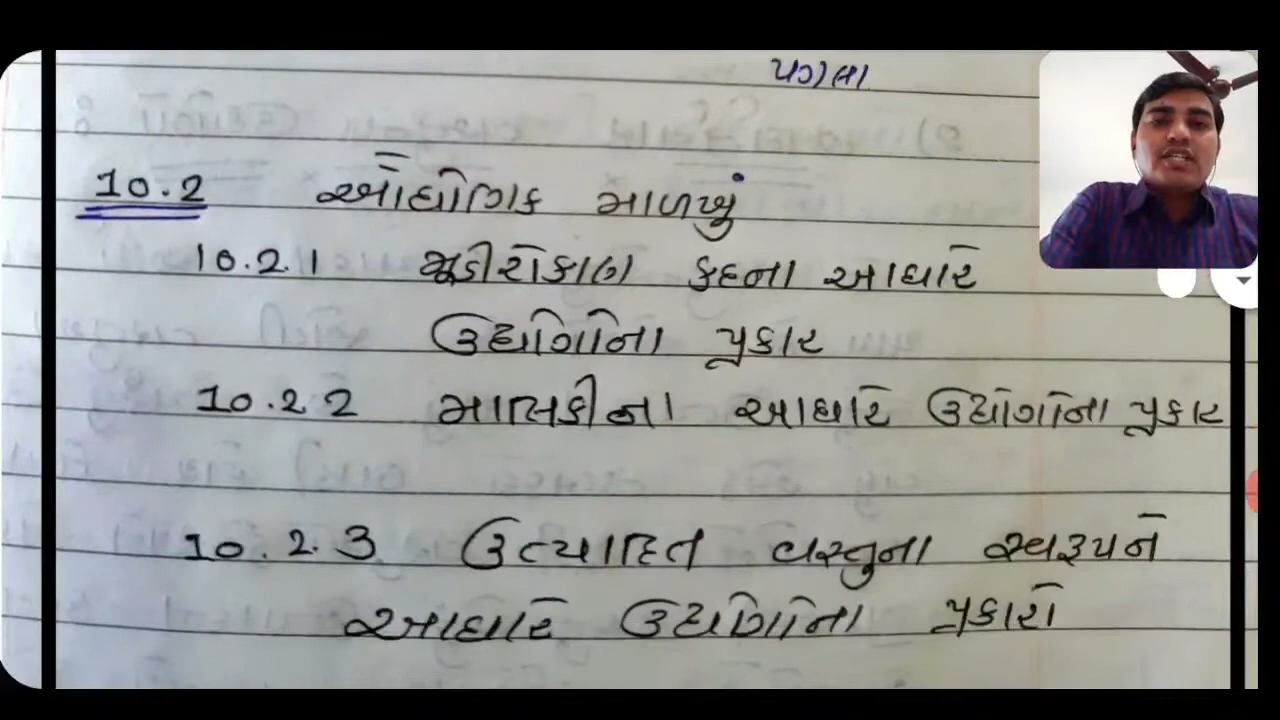 10.2 ઔદ્યોગિક માળખું
10.2.1 મૂડીરોકાણ કદના આધારે
ઉદ્યોગોના પ્રકાર
10.2.2 માલિકીના આધારે ઉદ્યોગોના પ્રકાર
10.2.3 ઉત્પાદિત વસ્તુના સ્વરૂપને
આધારે ઉદ્યોગોના પ્રકારો